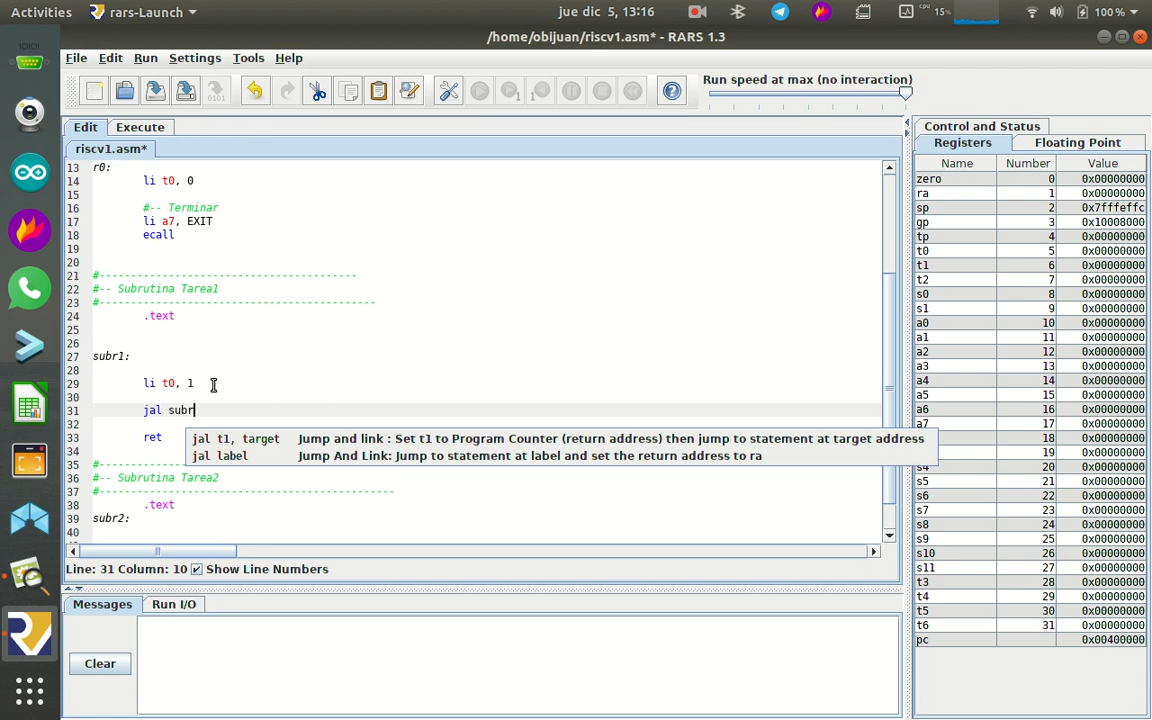 Activities
rars-Launch
jue dic 5, 13:16
cpu 15%
100%
/home/obijuan/riscv1.asm* - RARS 1.3
File Edit Run Settings Tools Help
Run speed at max (no interaction)
Edit Execute
riscv1.asm*
13 r0:
14 li t0, 0
15
16 #-- Terminar
17 li a7, EXIT
18 ecall
19
20
21 #-----------------------------------------
22 #-- Subrutina Tarea1
23 #--------------------------------------------
24 .text
25
26
27 subr1:
28
29 li t0, 1
30
31 jal subr
32
33 ret
34
35 #--
36 #-- Subrutina Tarea2
37 #-----------------------------------------------
38 .text
39 subr2:
40
jal t1, target Jump and link : Set t1 to Program Counter (return address) then jump to statement at target address
jal label Jump And Link: Jump to statement at label and set the return address to ra
Line: 31 Column: 10 Show Line Numbers
Messages Run I/O
Clear
Control and Status
Registers Floating Point
Name Number Value
zero 0 0x00000000
ra 1 0x00000000
sp 2 0x7fffeffc
gp 3 0x10008000
tp 4 0x00000000
t0 5 0x00000000
t1 6 0x00000000
t2 7 0x00000000
s0 8 0x00000000
s1 9 0x00000000
a0 10 0x00000000
a1 11 0x00000000
a2 12 0x00000000
a3 13 0x00000000
a4 14 0x00000000
a5 15 0x00000000
a6 16 0x00000000
a7 17 0x00000000
18 0x00000000
19 0x00000000
s4 20 0x00000000
s5 21 0x00000000
s6 22 0x00000000
s7 23 0x00000000
s8 24 0x00000000
s9 25 0x00000000
s10 26 0x00000000
s11 27 0x00000000
t3 28 0x00000000
t4 29 0x00000000
t5 30 0x00000000
t6 31 0x00000000
pc 0x00400000